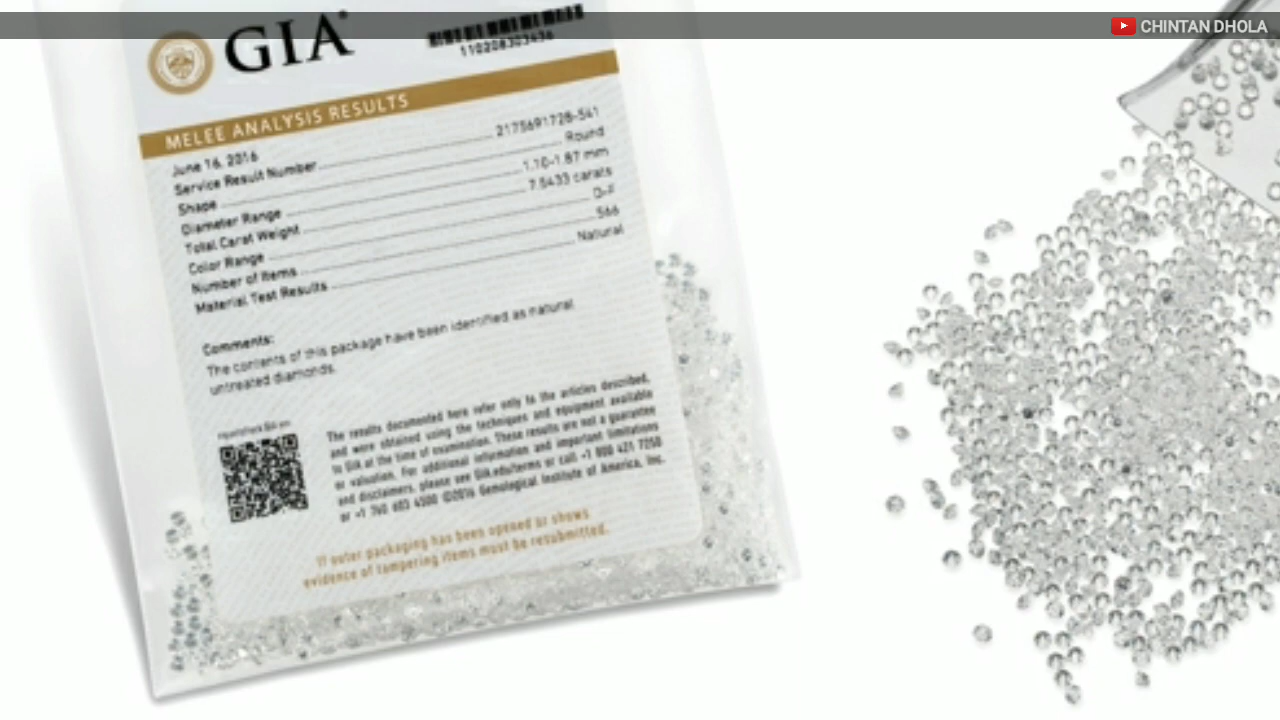 CHINTAN DHOLA
GIA
110208303436
MELEE ANALYSIS RESULTS
June 16, 2016
Service Result Number 2175691728-541
Shape Round
Diameter Range 1.10-1.87 mm
Total Carat Weight 7.5433 carats
Color Range D-F
Number of Items 566
Material Test Results Natural
Comments:
The contents of this package have been identified as natural
untreated diamonds.
The results documented here refer only to the articles described,
and were obtained using the techniques and equipment available
to GIA at the time of examination. These results are not a guarantee
or valuation. For additional information and important limitations
and disclaimers, please see GIA.edu/terms or call +1 800 421 7250
or +1 760 603 4500 ©2016 Gemological Institute of America, Inc.
If outer packaging has been opened or shows
evidence of tampering items must be resubmitted.